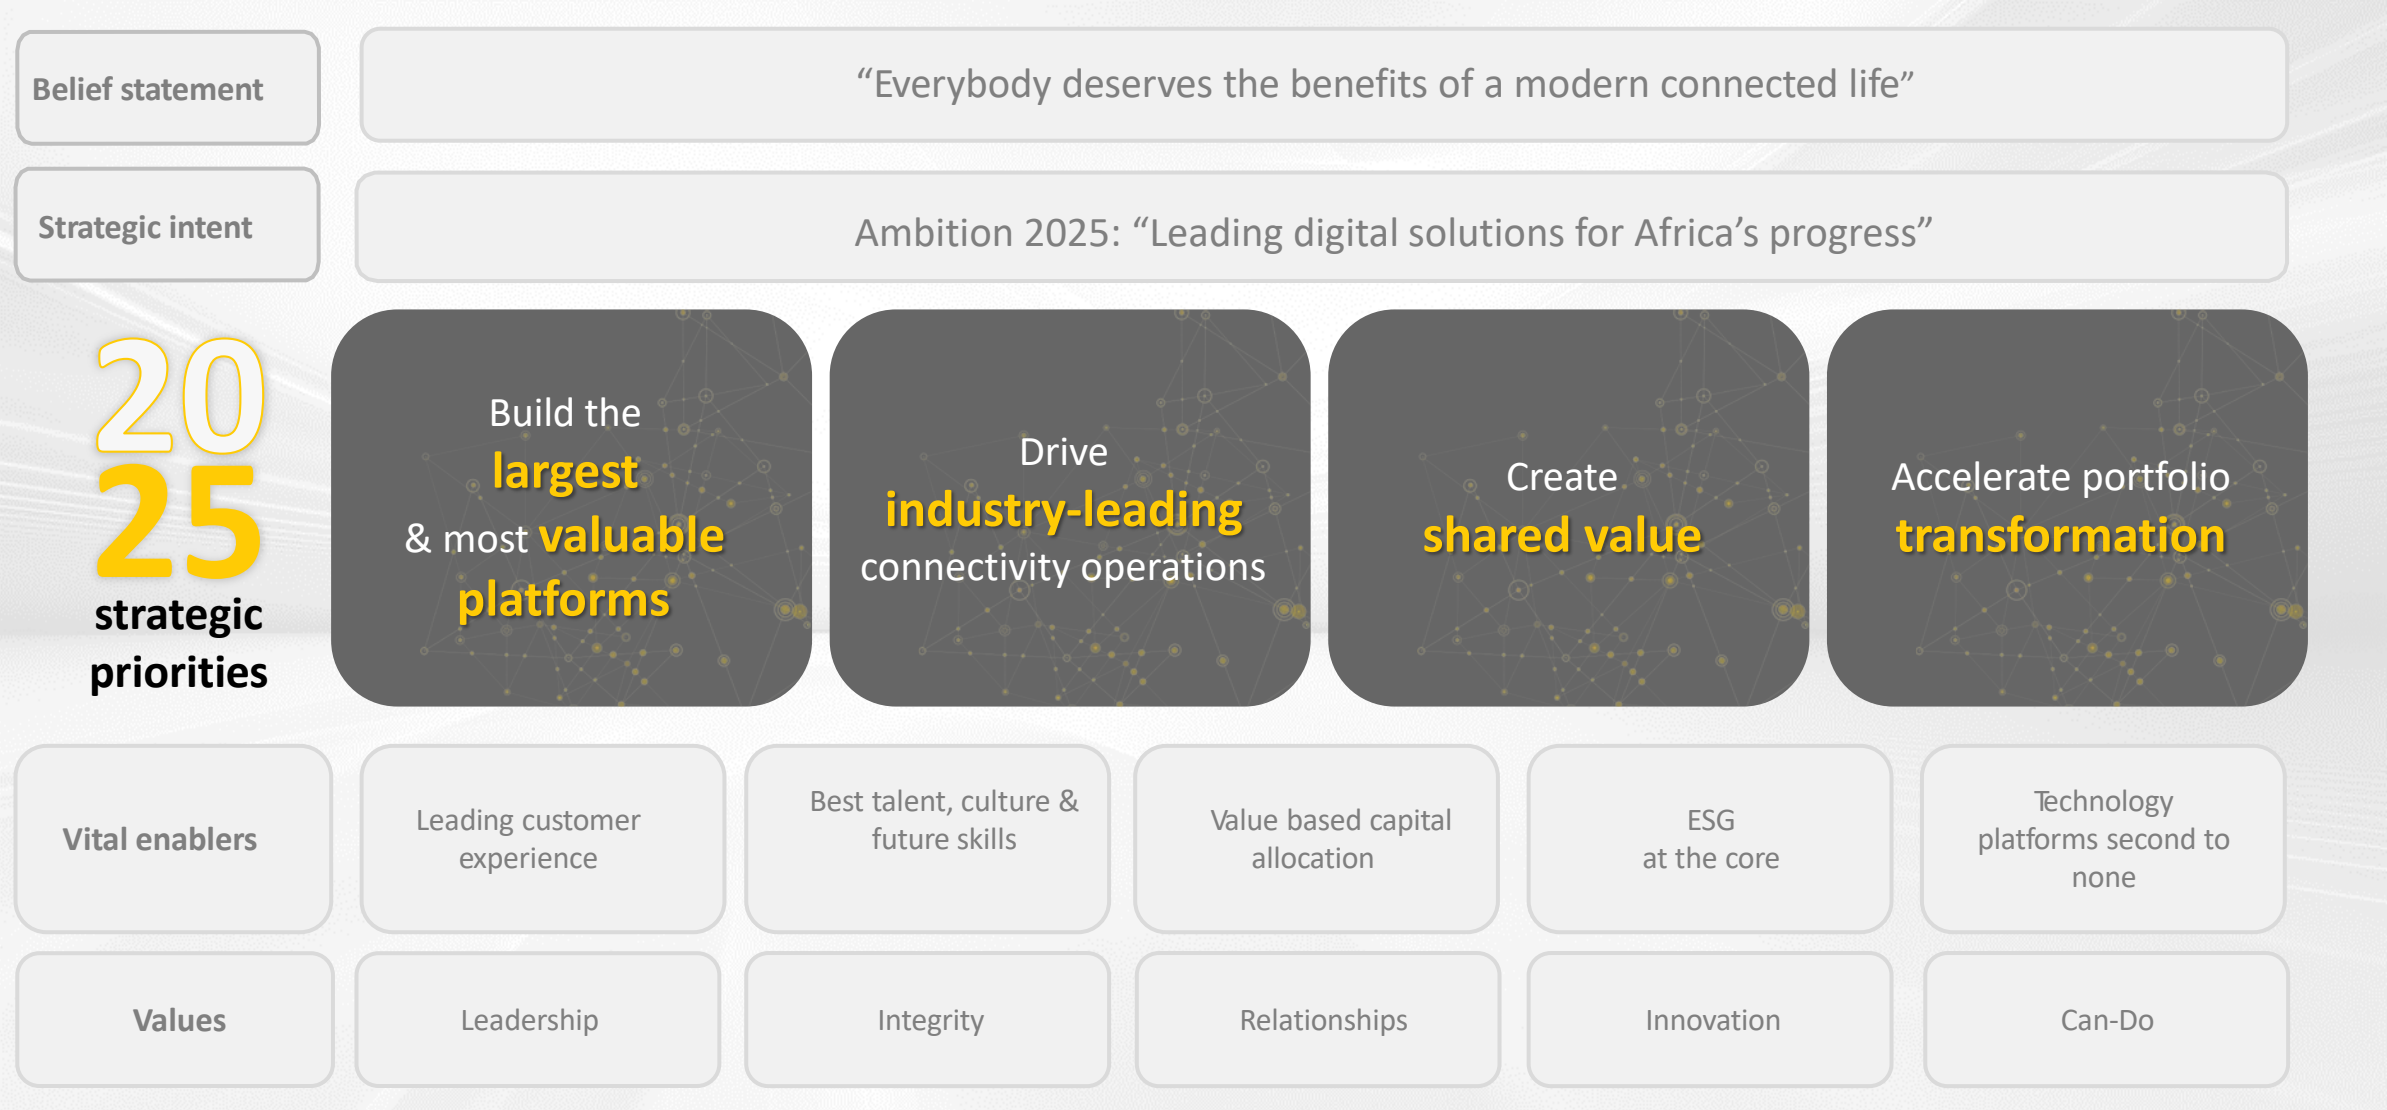 Belief statement
“Everybody deserves the benefits of a modern connected life”
Strategic intent
Ambition 2025: “Leading digital solutions for Africa’s progress”
20
25
strategic
priorities
Build the
largest
& most valuable
platforms
Drive
industry-leading
connectivity operations
Create
shared value
Accelerate portfolio
transformation
Vital enablers
Leading customer
experience
Best talent, culture &
future skills
Value based capital
allocation
ESG
at the core
Technology
platforms second to
none
Values
Leadership
Integrity
Relationships
Innovation
Can-Do